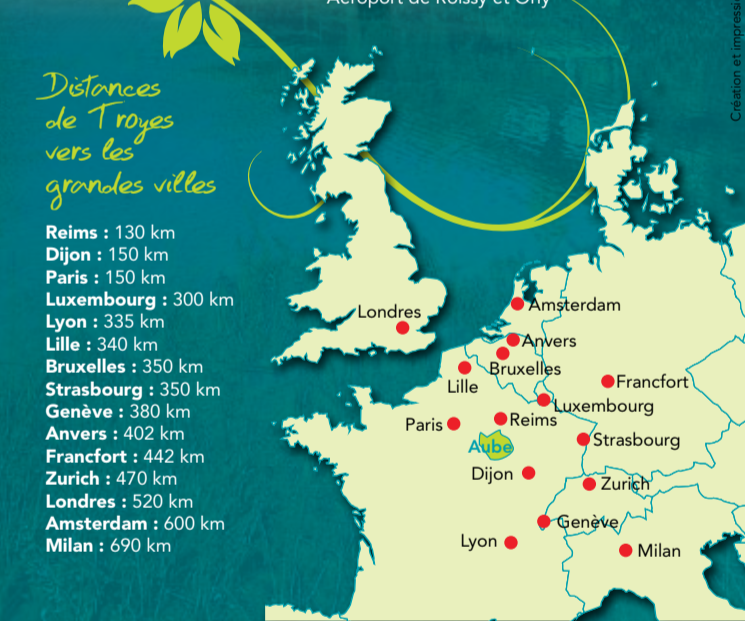 Aéroport de Roissy et Orly
Création et impressi
Distances
de Troyes
vers les
grandes villes
Reims : 130 km
Dijon : 150 km
Paris : 150 km
Luxembourg : 300 km
Lyon : 335 km
Lille : 340 km
Bruxelles : 350 km
Strasbourg : 350 km
Genève : 380 km
Anvers : 402 km
Francfort : 442 km
Zurich : 470 km
Londres : 520 km
Amsterdam : 600 km
Milan : 690 km
Londres
Amsterdam
Anvers
Bruxelles
Lille
Francfort
Luxembourg
Paris
Reims
Strasbourg
Aube
Dijon
Zurich
Genève
Lyon
Milan